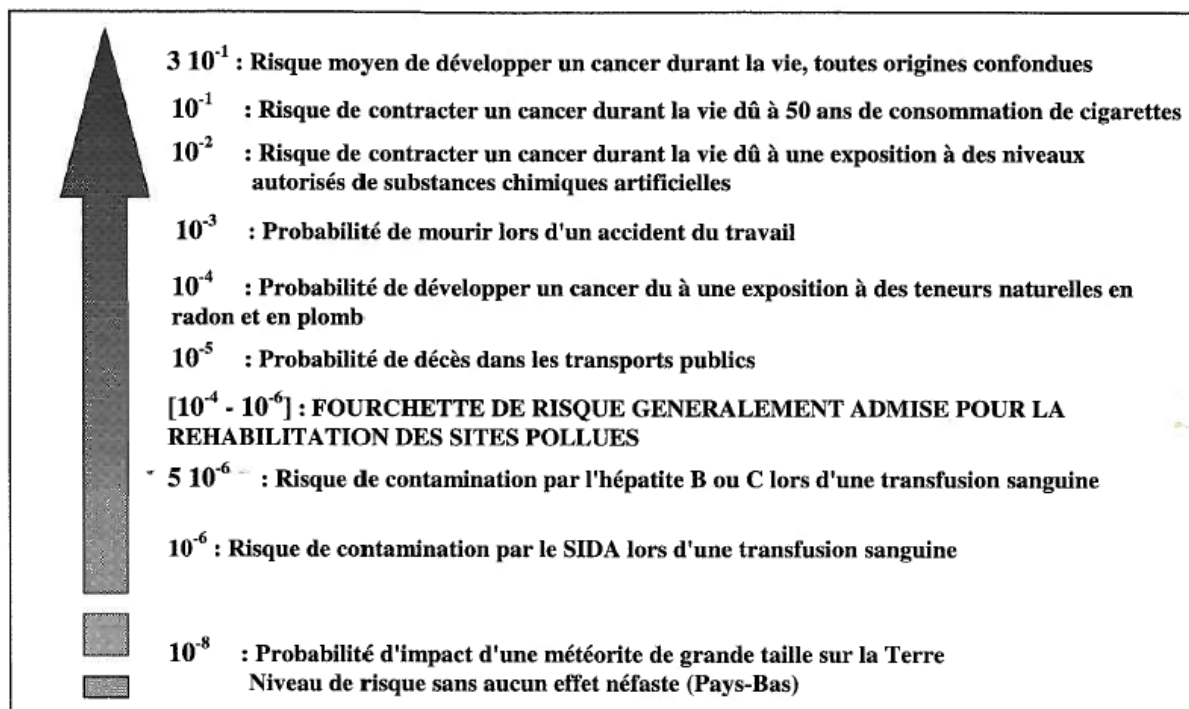 3 10⁻¹ : Risque moyen de développer un cancer durant la vie, toutes origines confondues
10⁻¹ : Risque de contracter un cancer durant la vie dû à 50 ans de consommation de cigarettes
10⁻² : Risque de contracter un cancer durant la vie dû à une exposition à des niveaux
autorisés de substances chimiques artificielles
10⁻³ : Probabilité de mourir lors d'un accident du travail
10⁻⁴ : Probabilité de développer un cancer du à une exposition à des teneurs naturelles en
radon et en plomb
10⁻⁵ : Probabilité de décès dans les transports publics
[10⁻⁴ - 10⁻⁶] : FOURCHETTE DE RISQUE GENERALEMENT ADMISE POUR LA
REHABILITATION DES SITES POLLUES
5 10⁻⁶ : Risque de contamination par l'hépatite B ou C lors d'une transfusion sanguine
10⁻⁶ : Risque de contamination par le SIDA lors d'une transfusion sanguine
10⁻⁸ : Probabilité d'impact d'une météorite de grande taille sur la Terre
Niveau de risque sans aucun effet néfaste (Pays-Bas)